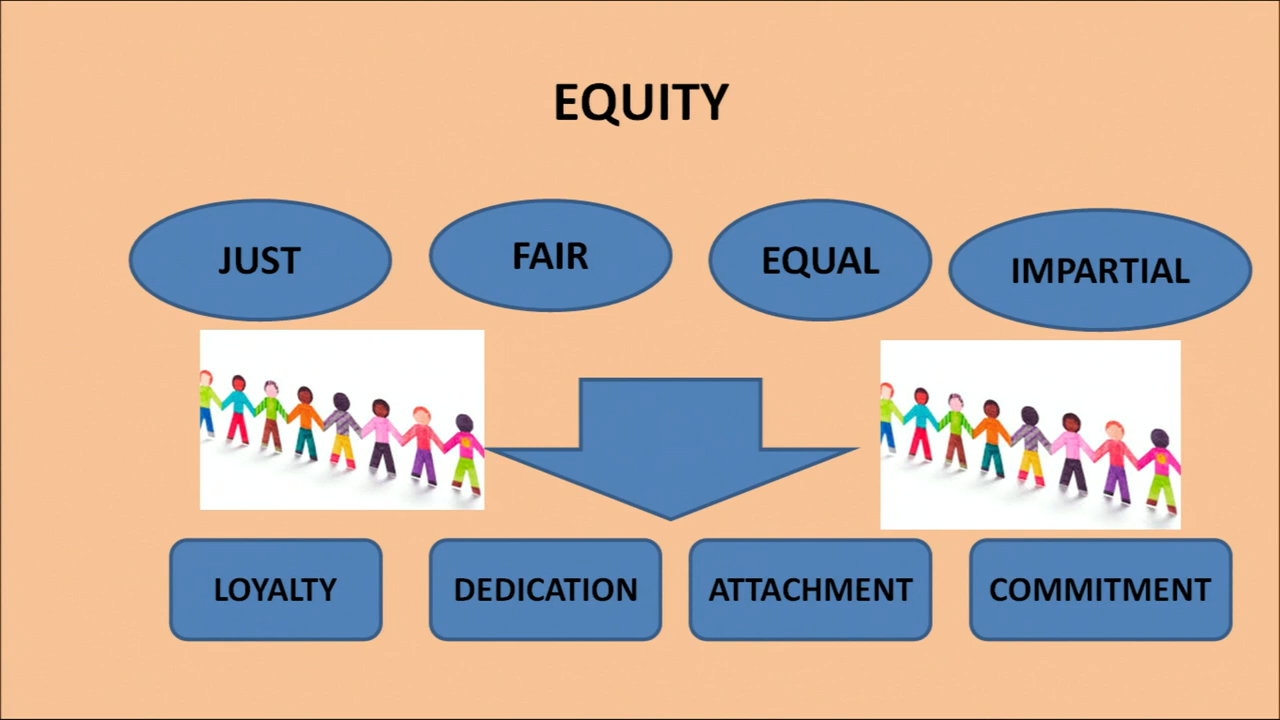 EQUITY
JUST
FAIR
EQUAL
IMPARTIAL
LOYALTY
DEDICATION
ATTACHMENT
COMMITMENT